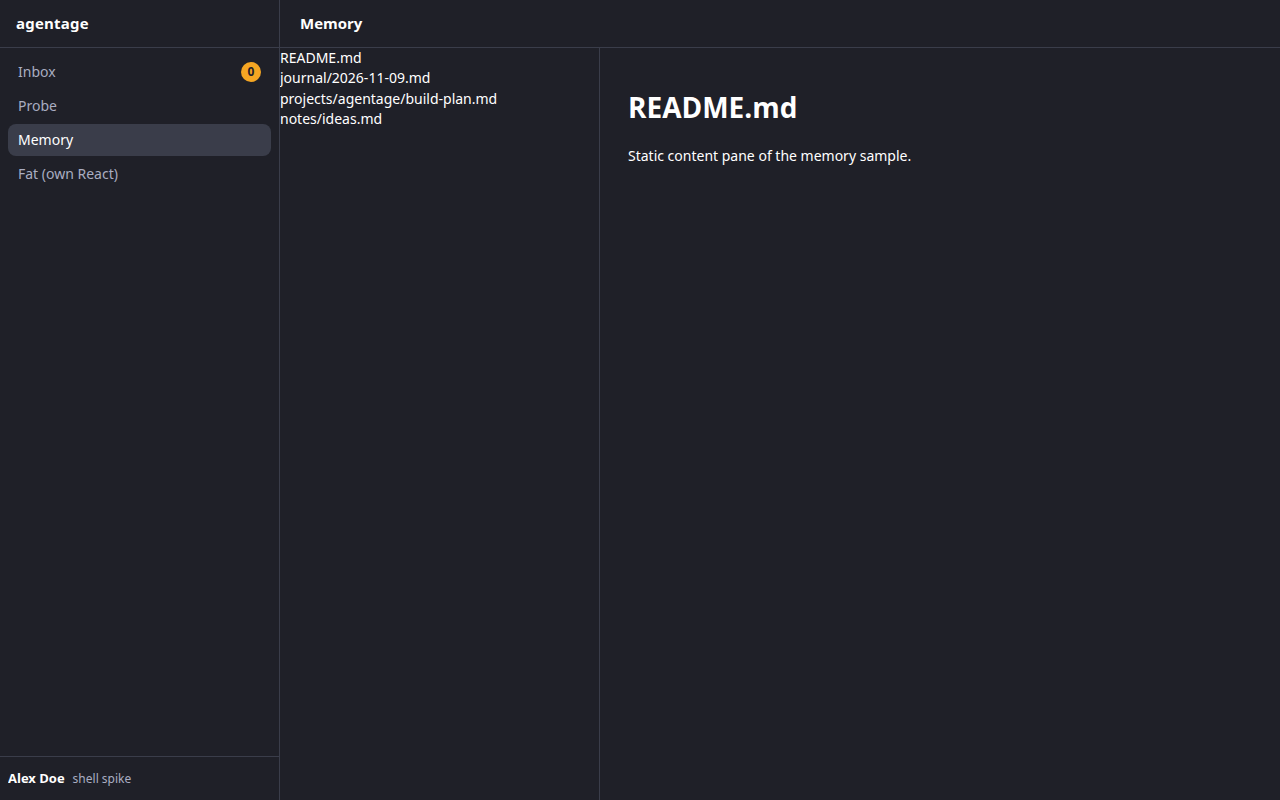 agentage
Memory
Inbox
0
Probe
Memory
Fat (own React)
README.md
journal/2026-11-09.md
projects/agentage/build-plan.md
notes/ideas.md
README.md
Static content pane of the memory sample.
Alex Doe shell spike